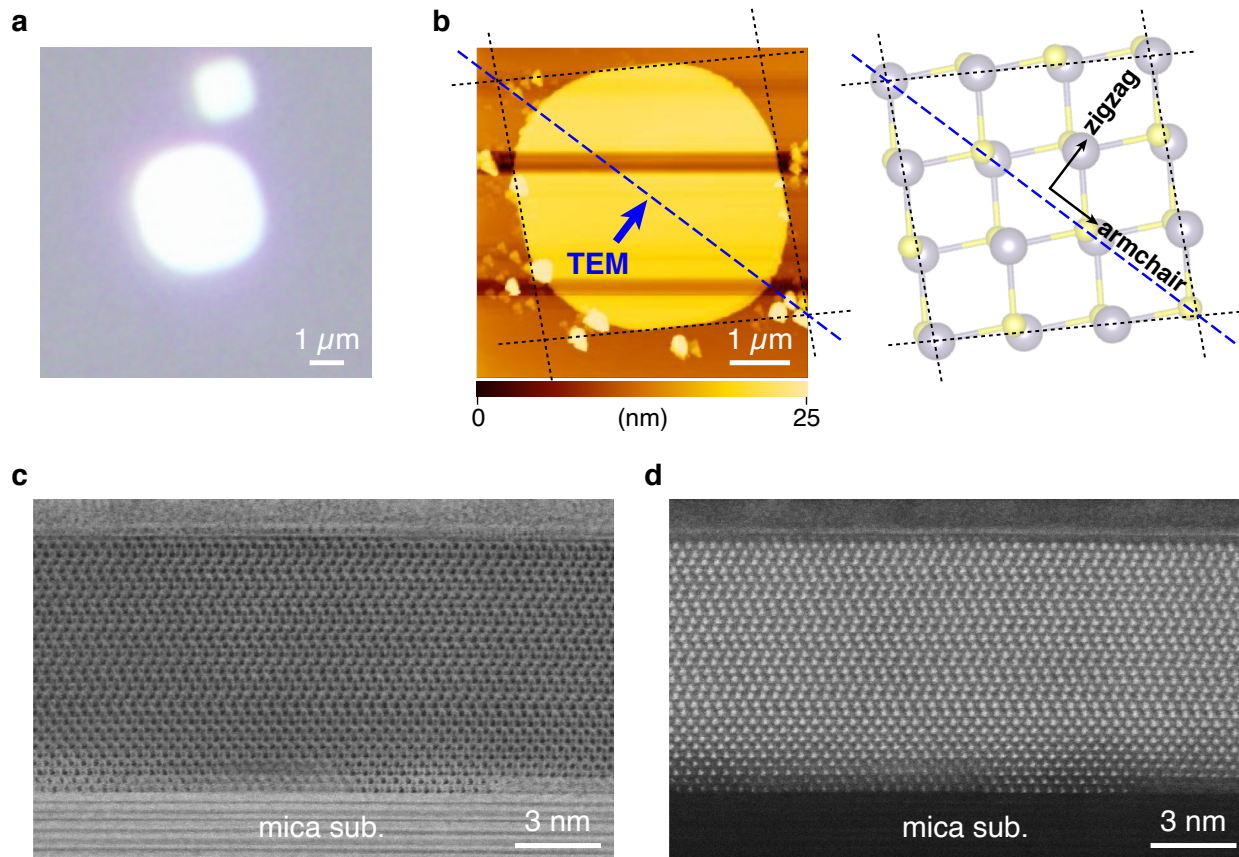 a
b
TEM
1 µm
1 µm
0
(nm)
25
zigzag
armchair
c
d
mica sub.
3 nm
mica sub.
3 nm